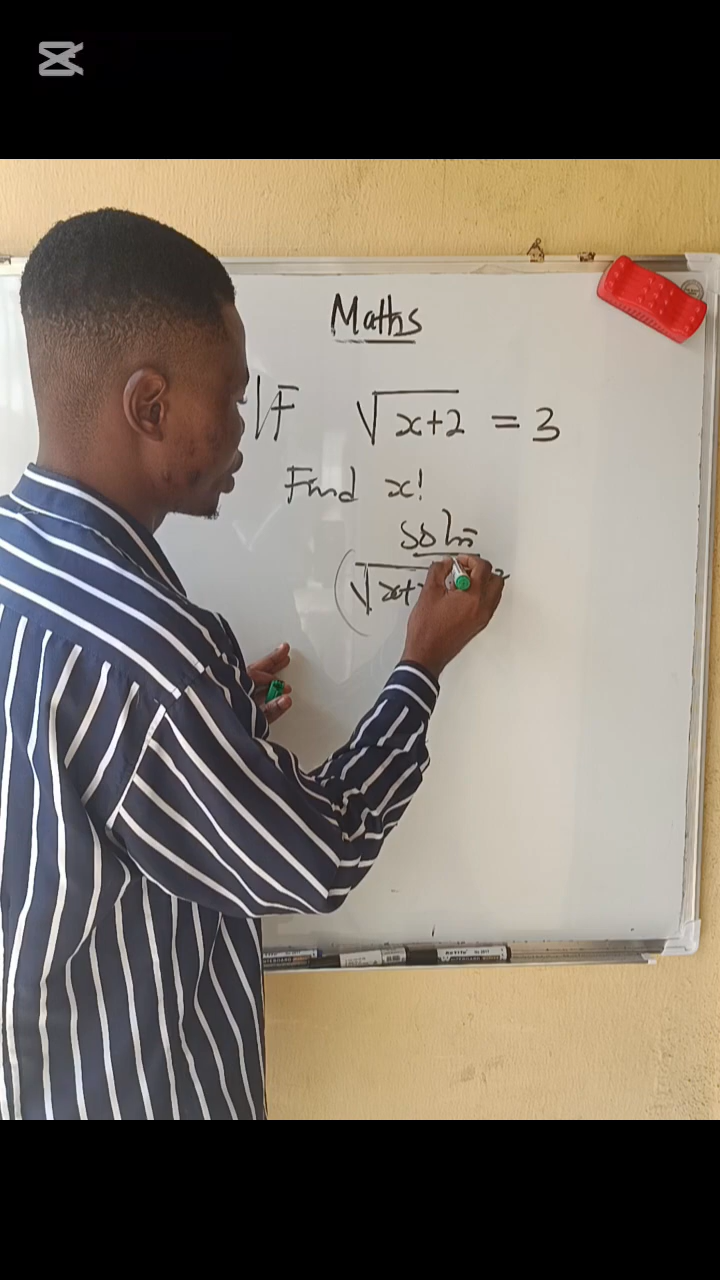 Maths
IF √x+2 = 3
Find x!
soln
(√x+